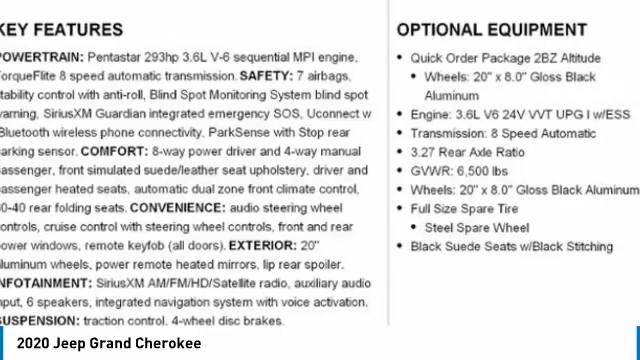 KEY FEATURES
POWERTRAIN: Pentastar 293hp 3.6L V-6 sequential MPI engine,
TorqueFlite 8 speed automatic transmission. SAFETY: 7 airbags,
stability control with anti-roll, Blind Spot Monitoring System blind spot
warning, SiriusXM Guardian integrated emergency SOS, Uconnect w
Bluetooth wireless phone connectivity, ParkSense with Stop rear
parking sensor. COMFORT: 8-way power driver and 4-way manual
passenger, front simulated suede/leather seat upholstery, driver and
passenger heated seats, automatic dual zone front climate control,
60-40 rear folding seats. CONVENIENCE: audio steering wheel
controls, cruise control with steering wheel controls, front and rear
power windows, remote keyfob (all doors). EXTERIOR: 20"
aluminum wheels, power remote heated mirrors, lip rear spoiler.
INFOTAINMENT: SiriusXM AM/FM/HD/Satellite radio, auxiliary audio
input, 6 speakers, integrated navigation system with voice activation.
SUSPENSION: traction control, 4-wheel disc brakes.
OPTIONAL EQUIPMENT
• Quick Order Package 2BZ Altitude
• Wheels: 20" x 8.0" Gloss Black
Aluminum
• Engine: 3.6L V6 24V VVT UPG I w/ESS
• Transmission: 8 Speed Automatic
• 3.27 Rear Axle Ratio
• GVWR: 6,500 lbs
• Wheels: 20" x 8.0" Gloss Black Aluminum
• Full Size Spare Tire
• Steel Spare Wheel
• Black Suede Seats w/Black Stitching
2020 Jeep Grand Cherokee